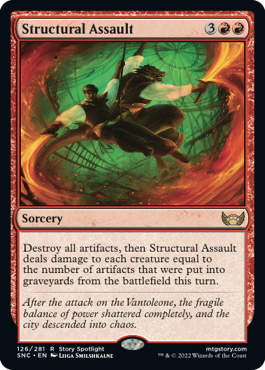 Structural Assault 3
Sorcery
Destroy all artifacts, then Structural Assault
deals damage to each creature equal to
the number of artifacts that were put into
graveyards from the battlefield this turn.
After the attack on the Vantoleone, the fragile
balance of power shattered completely, and the
city descended into chaos.
126/281 R Story Spotlight mtgstory.com
SNC • EN Liiga Smilshkalne ™ & © 2022 Wizards of the Coast